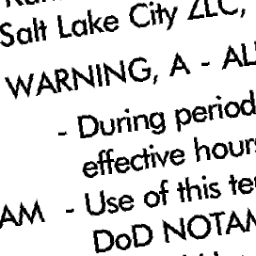 Salt Lake City ZLC,
WARNING, A - AL
- During period
effective hours
AM - Use of this te
DoD NOTAM